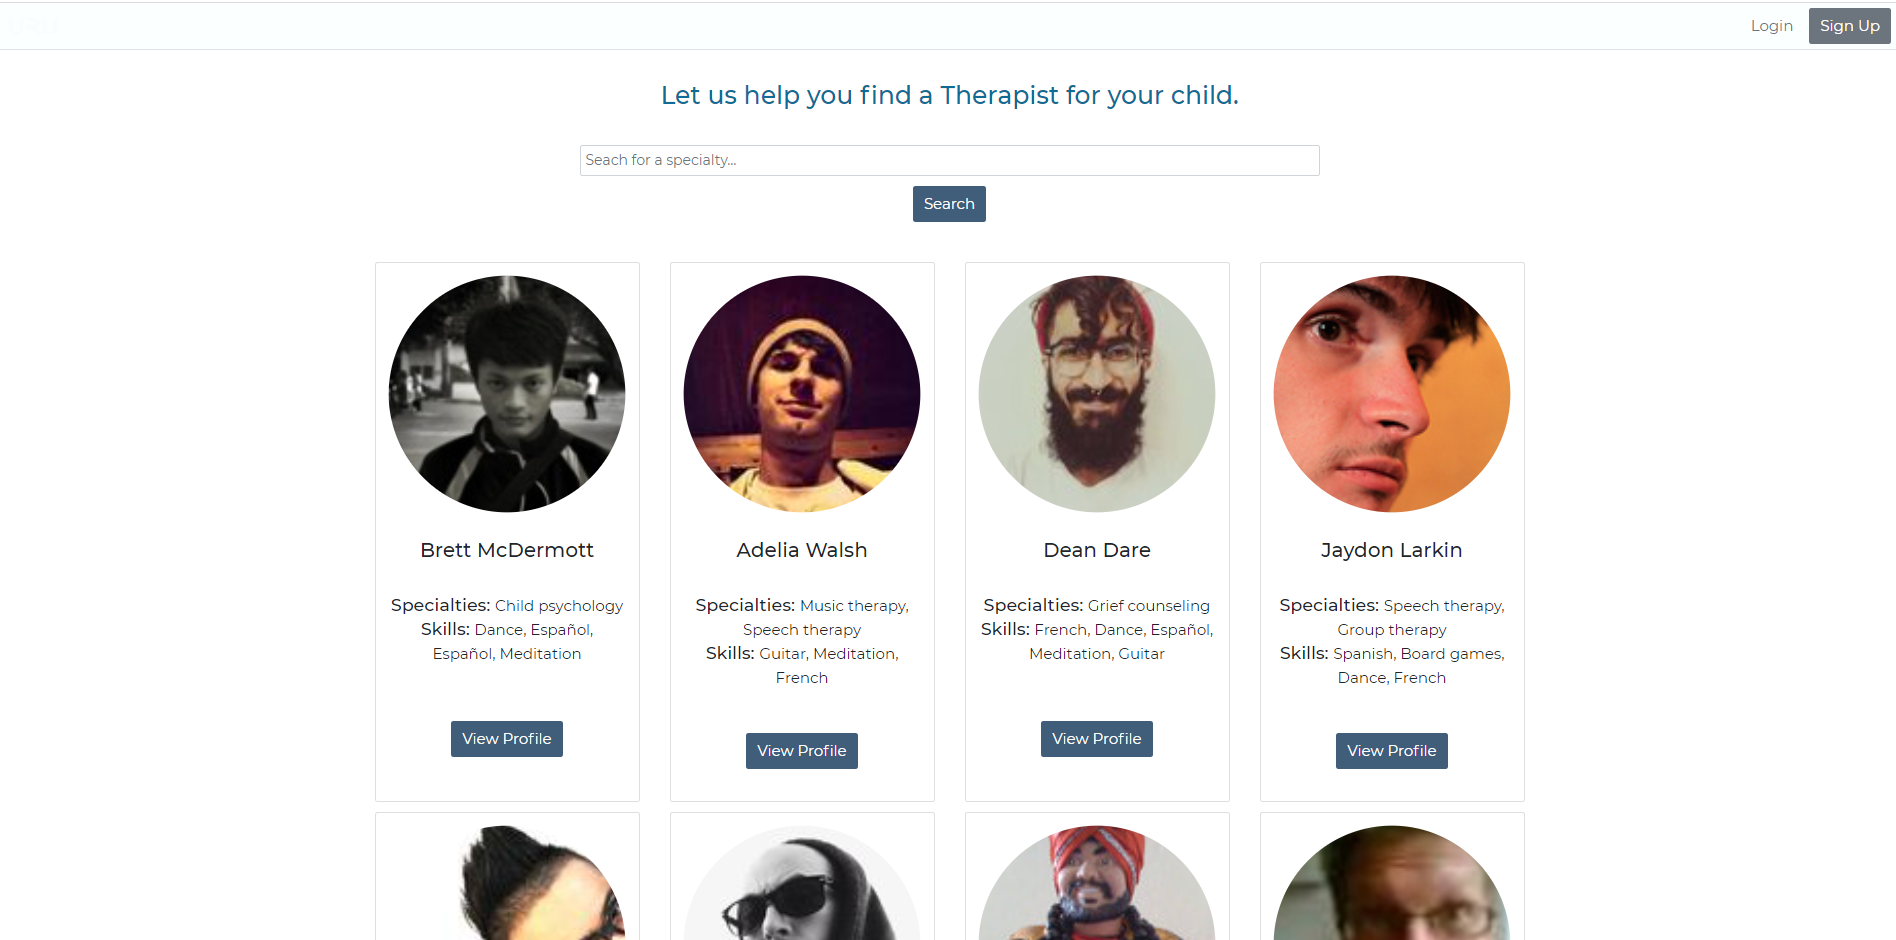 Login
Sign Up
Let us help you find a Therapist for your child.
Seach for a specialty...
Search
Brett McDermott
Specialties: Child psychology
Skills: Dance, Español,
Español, Meditation
View Profile
Adelia Walsh
Specialties: Music therapy,
Speech therapy
Skills: Guitar, Meditation,
French
View Profile
Dean Dare
Specialties: Grief counseling
Skills: French, Dance, Español,
Meditation, Guitar
View Profile
Jaydon Larkin
Specialties: Speech therapy,
Group therapy
Skills: Spanish, Board games,
Dance, French
View Profile